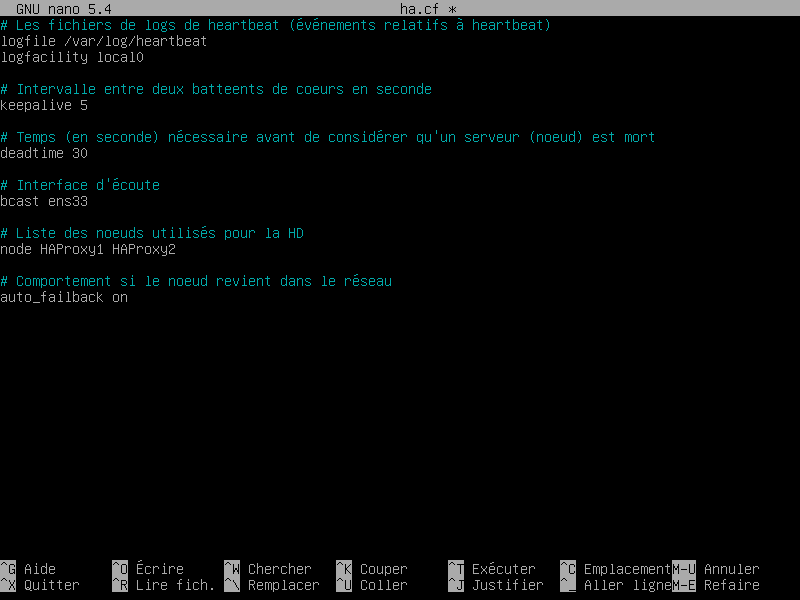 GNU nano 5.4 ha.cf *
# Les fichiers de logs de heartbeat (événements relatifs à heartbeat)
logfile /var/log/heartbeat
logfacility local0
# Intervalle entre deux batteents de coeurs en seconde
keepalive 5
# Temps (en seconde) nécessaire avant de considérer qu'un serveur (noeud) est mort
deadtime 30
# Interface d'écoute
bcast ens33
# Liste des noeuds utilisés pour la HD
node HAProxy1 HAProxy2
# Comportement si le noeud revient dans le réseau
auto_failback on
^G Aide ^O Écrire ^W Chercher ^K Couper ^T Exécuter ^C Emplacement M-U Annuler
^X Quitter ^R Lire fich. ^\ Remplacer ^U Coller ^J Justifier ^_ Aller ligne M-E Refaire